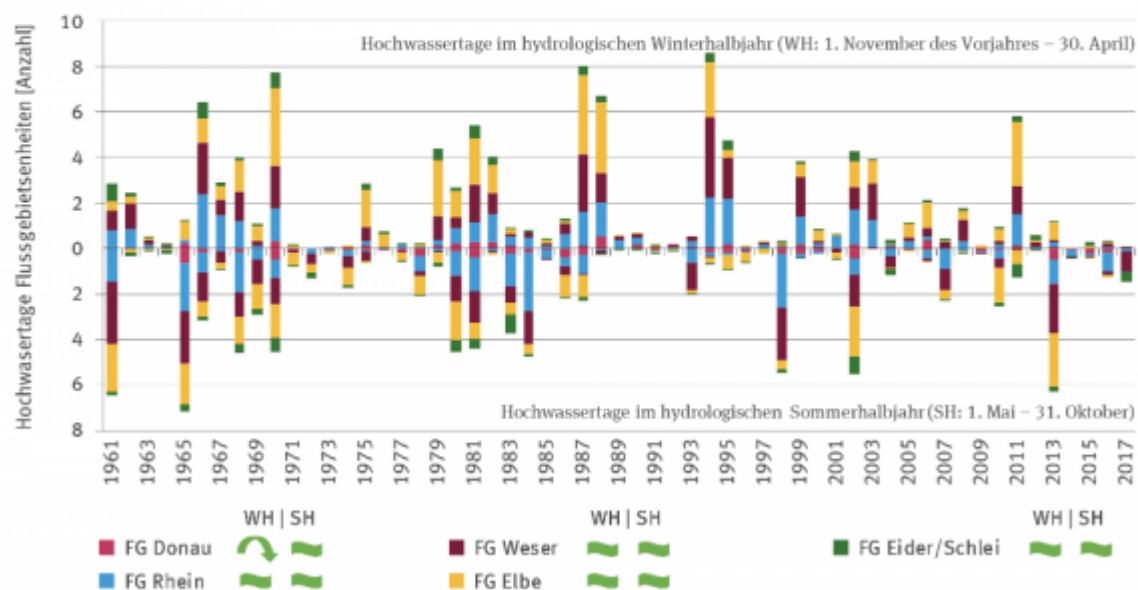 Hochwassertage im hydrologischen Winterhalbjahr (WH: 1. November des Vorjahres – 30. April)
Hochwasertage Flussgebietsenheiten [Anzahl]
10
8
6
4
2
0
2
4
6
8
Hochwassertage im hydrologischen Sommerhalbjahr (SH: 1. Mai – 31. Oktober)
1961 1963 1965 1967 1969 1971 1973 1975 1977 1979 1981 1983 1985 1987 1989 1991 1993 1995 1997 1999 2001 2003 2005 2007 2009 2011 2013 2015 2017
WH | SH WH | SH WH | SH
FG Donau FG Weser FG Eider/Schlei
FG Rhein FG Elbe